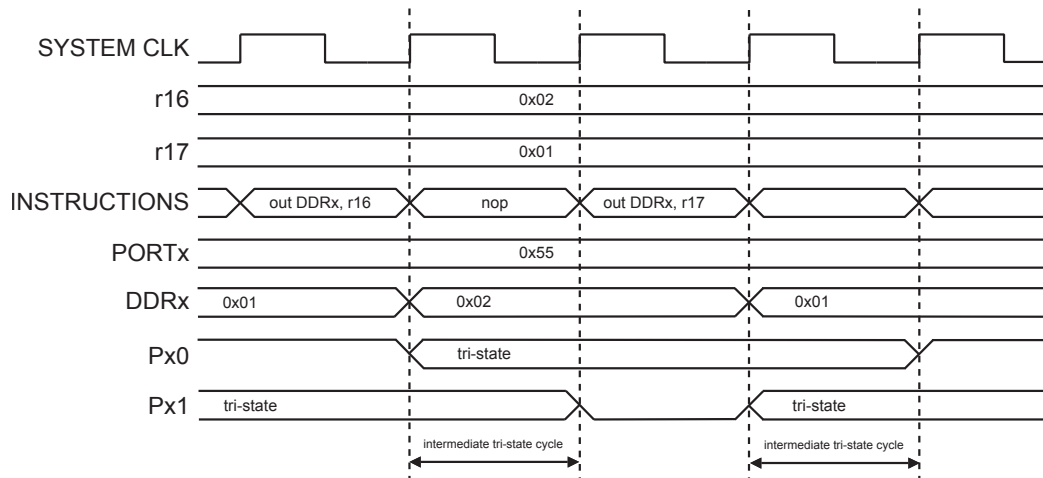 SYSTEM CLK
r16 0x02
r17 0x01
INSTRUCTIONS out DDRx, r16 nop out DDRx, r17
PORTx 0x55
DDRx 0x01 0x02 0x01
Px0 tri-state
Px1 tri-state tri-state
intermediate tri-state cycle intermediate tri-state cycle